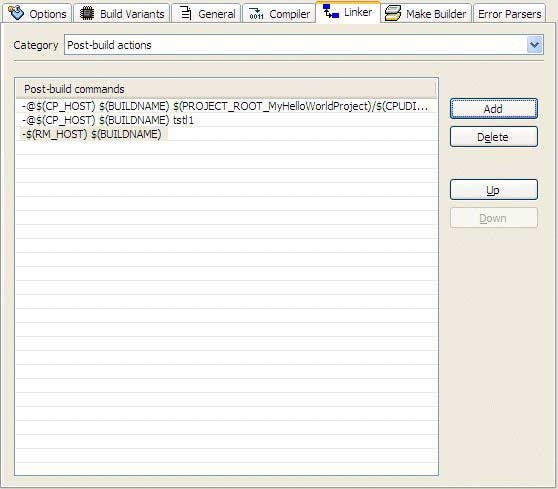 Options Build Variants General Compiler Linker Make Builder Error Parsers
Category Post-build actions
Post-build commands
-@$(CP_HOST) $(BUILDNAME) $(PROJECT_ROOT_MyHelloWorldProject)/$(CPUDI...
-@$(CP_HOST) $(BUILDNAME) tstl1
-$(RM_HOST) $(BUILDNAME)
Add
Delete
Up
Down